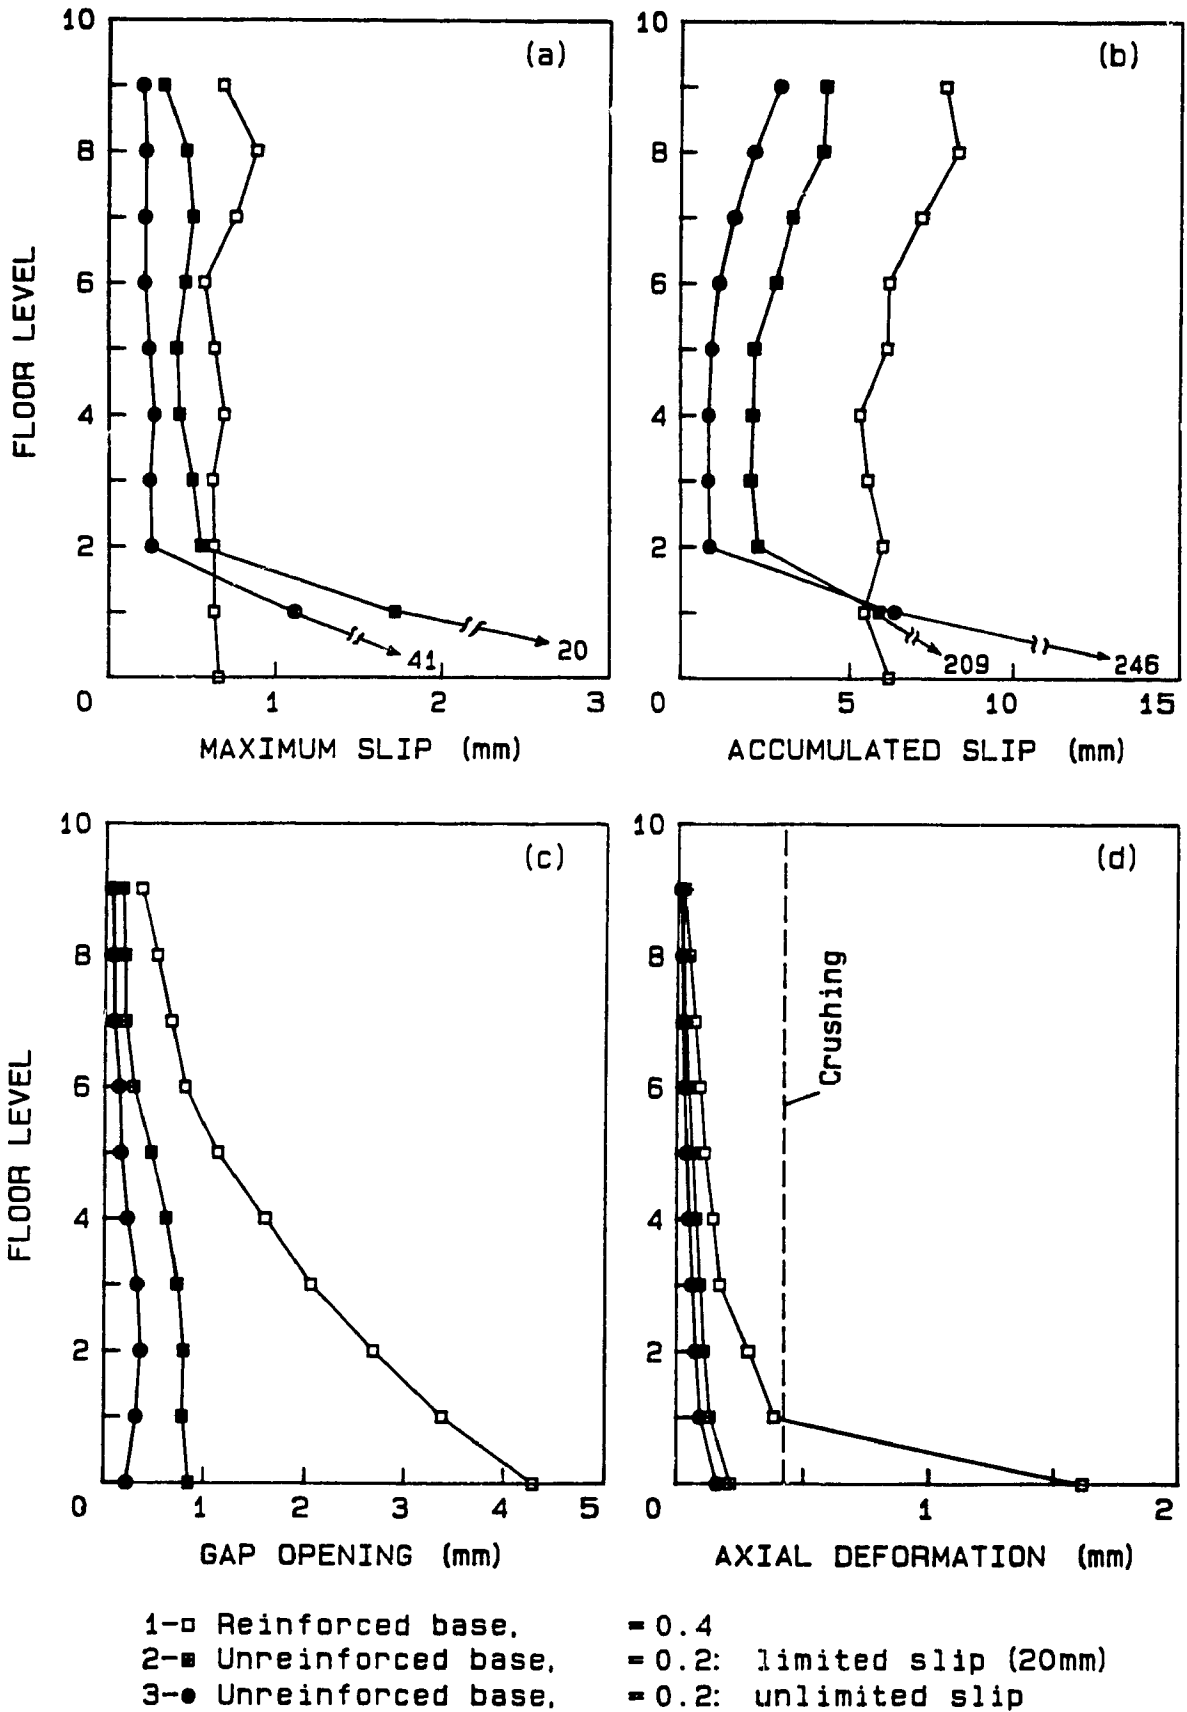 10
8
6
4
2
0
1
2
3
FLOOR LEVEL
MAXIMUM SLIP (mm)
(a)
41
20
10
8
6
4
2
0
5
10
15
ACCUMULATED SLIP (mm)
(b)
209
246
10
8
6
4
2
0
1
2
3
4
5
FLOOR LEVEL
GAP OPENING (mm)
(c)
10
8
6
4
2
0
1
2
AXIAL DEFORMATION (mm)
(d)
Crushing
1-□ Reinforced base, = 0.4
2-■ Unreinforced base, = 0.2: limited slip (20mm)
3-● Unreinforced base, = 0.2: unlimited slip